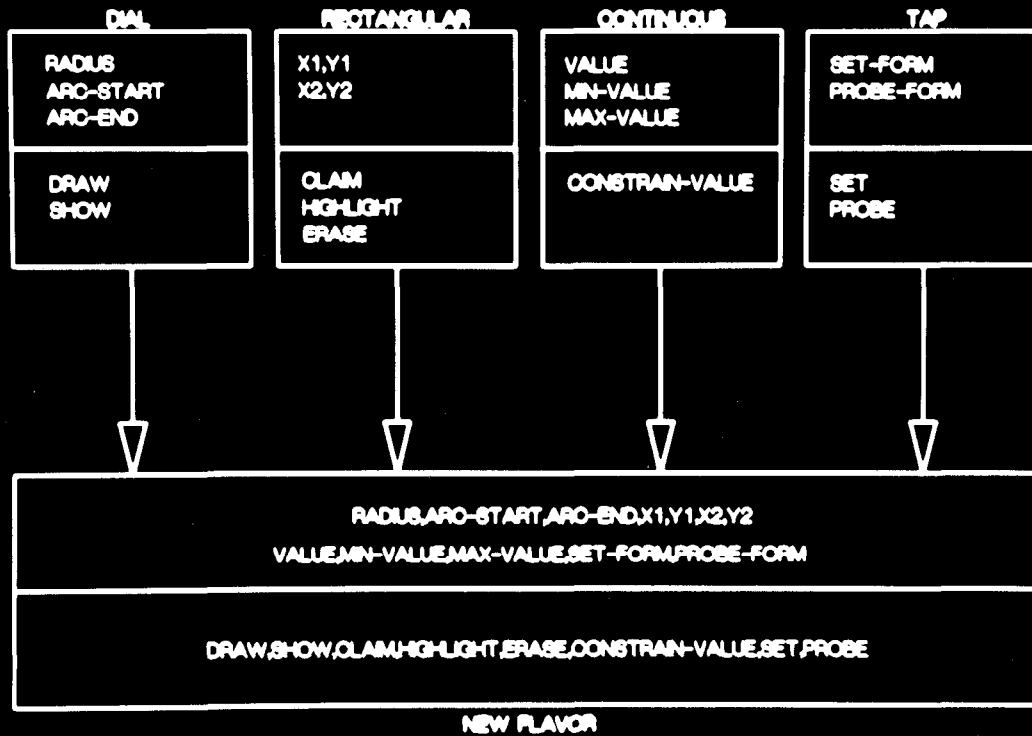 DIAL
RECTANGULAR
CONTINUOUS
TAP
RADIUS
ARC-START
ARC-END
X1,Y1
X2,Y2
VALUE
MIN-VALUE
MAX-VALUE
SET-FORM
PROBE-FORM
DRAW
SHOW
CLAIM
HIGHLIGHT
ERASE
CONSTRAIN-VALUE
SET
PROBE
RADIUS,ARC-START,ARC-END,X1,Y1,X2,Y2
VALUE,MIN-VALUE,MAX-VALUE,SET-FORM,PROBE-FORM
DRAW,SHOW,CLAIM,HIGHLIGHT,ERASE,CONSTRAIN-VALUE,SET,PROBE
NEW FLAVOR